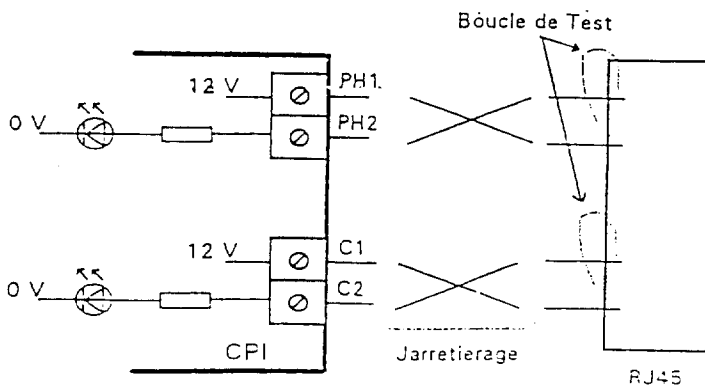 Boucle de Test
12 V
PH1
0 V
PH2
12 V
C1
0 V
C2
CPI
Jarretierage
RJ45